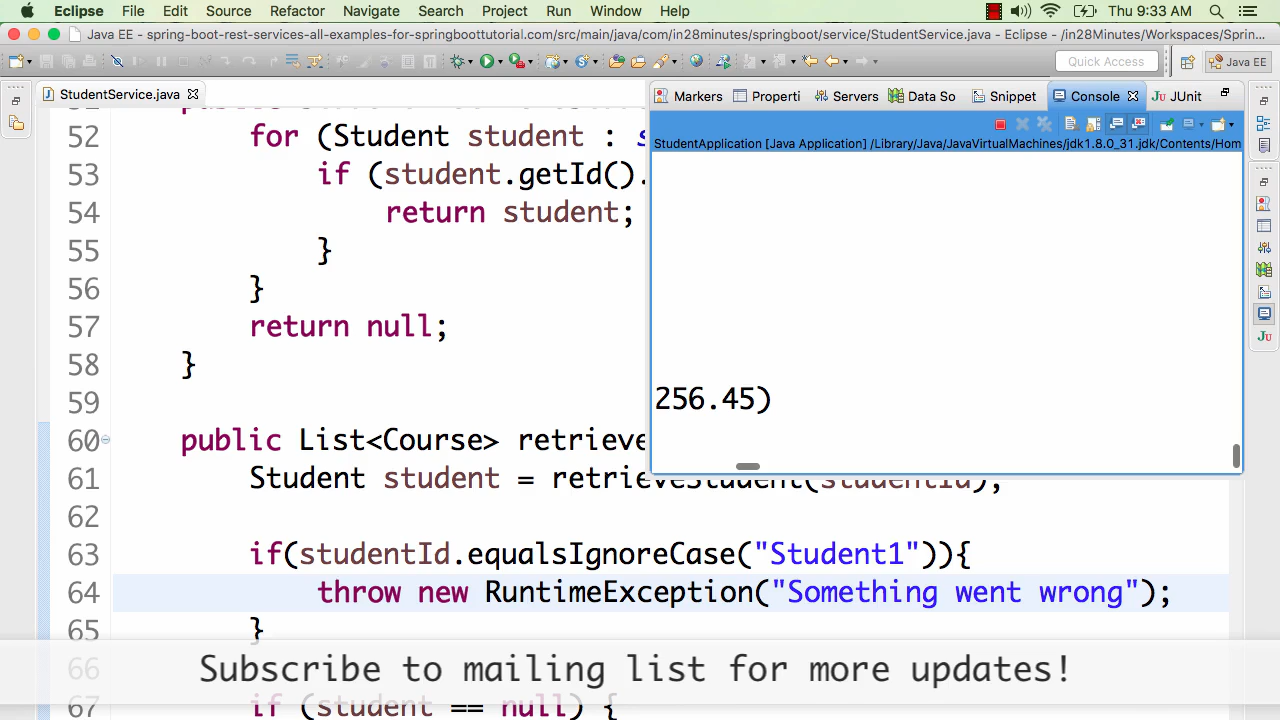 Eclipse File Edit Source Refactor Navigate Search Project Run Window Help Thu 9:33 AM
Java EE - spring-boot-rest-services-all-examples-for-springboottutorial.com/src/main/java/com/in28minutes/springboot/service/StudentService.java - Eclipse - /in28Minutes/Workspaces/Sprin...
Quick Access Java EE
StudentService.java
Markers Properti Servers Data So Snippet Console JUnit
StudentApplication [Java Application] /Library/Java/JavaVirtualMachines/jdk1.8.0_31.jdk/Contents/Hom
256.45)
52 for (Student student :
53 if (student.getId().
54 return student;
55 }
56 }
57 return null;
58 }
59
60 public List<Course> retrieve
61 Student student = retrieveStudent(studentId);
62
63 if(studentId.equalsIgnoreCase("Student1")){
64 throw new RuntimeException("Something went wrong");
65 }
66
Subscribe to mailing list for more updates!
67 if (student == null) {